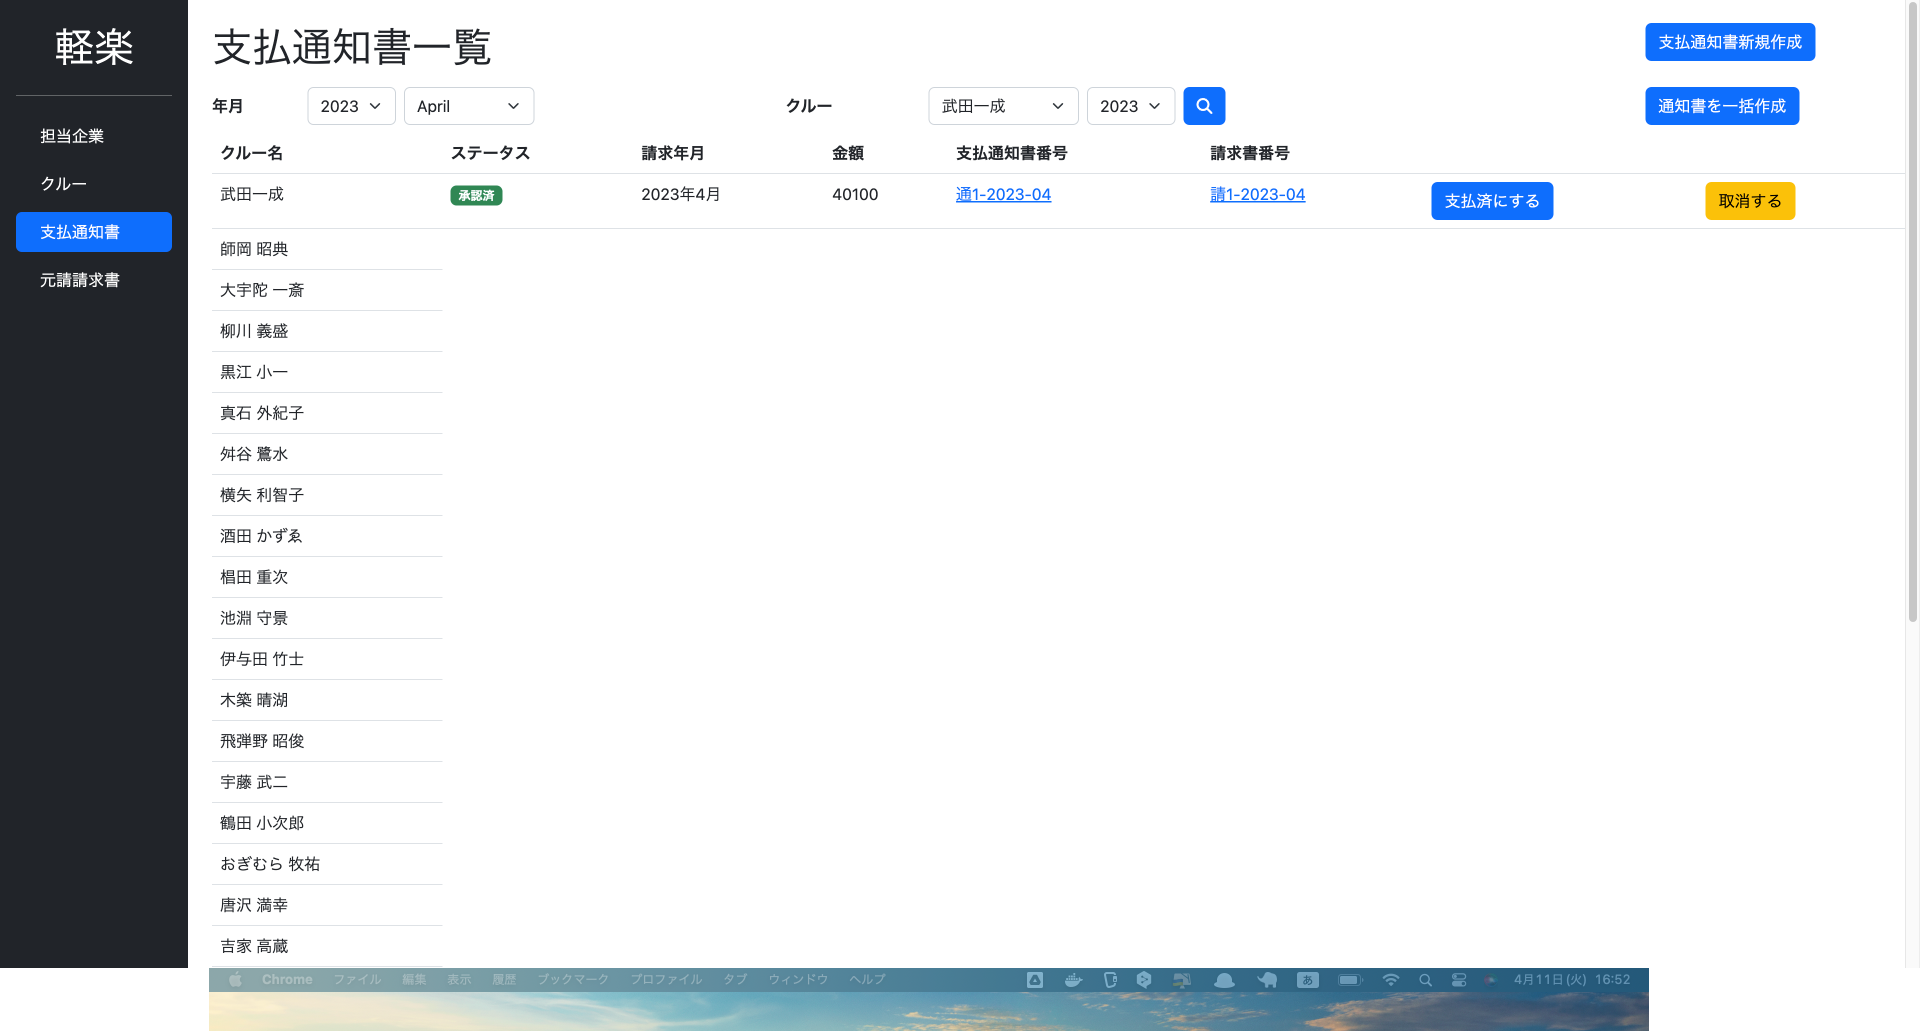 軽楽
担当企業
クルー
支払通知書
元請請求書
支払通知書一覧
支払通知書新規作成
年月 2023 April クルー 武田一成 2023 通知書を一括作成
クルー名 ステータス 請求年月 金額 支払通知書番号 請求書番号
武田一成 承認済 2023年4月 40100 通1-2023-04 請1-2023-04 支払済にする 取消する
師岡 昭典
大宇陀 一斎
柳川 義盛
黒江 小一
真石 外紀子
舛谷 鷺水
横矢 利智子
酒田 かずゑ
椙田 重次
池淵 守景
伊与田 竹士
木築 晴湖
飛弾野 昭俊
宇藤 武二
鶴田 小次郎
おぎむら 牧祐
唐沢 満幸
吉家 高蔵
Chrome ファイル 編集 表示 履歴 ブックマーク プロファイル タブ ウィンドウ ヘルプ あ 4月11日(火) 16:52